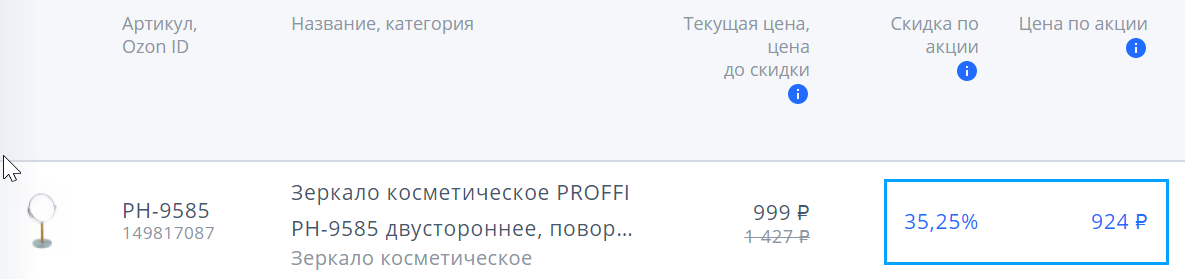 Артикул,
Ozon ID
Название, категория
Текущая цена,
цена
до скидки
Скидка по
акции
Цена по акции
PH-9585
149817087
Зеркало косметическое PROFFI
PH-9585 двустороннее, повор...
Зеркало косметическое
999 ₽
1 427 ₽
35,25%
924 ₽